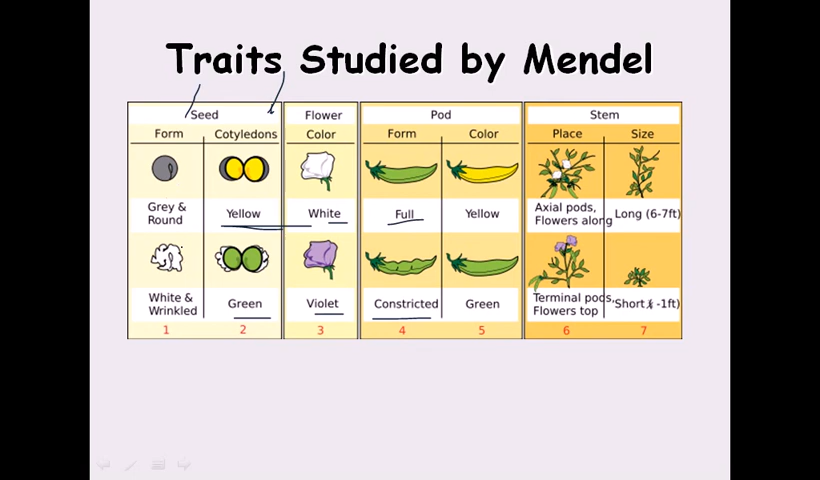 Traits Studied by Mendel
Seed Flower Pod Stem
Form Cotyledons Color Form Color Place Size
Grey & Yellow White Full Yellow Axial pods, Long (6-7ft)
Round Flowers along
White & Green Violet Constricted Green Terminal pods, Short -1ft)
Wrinkled Flowers top
1 2 3 4 5 6 7